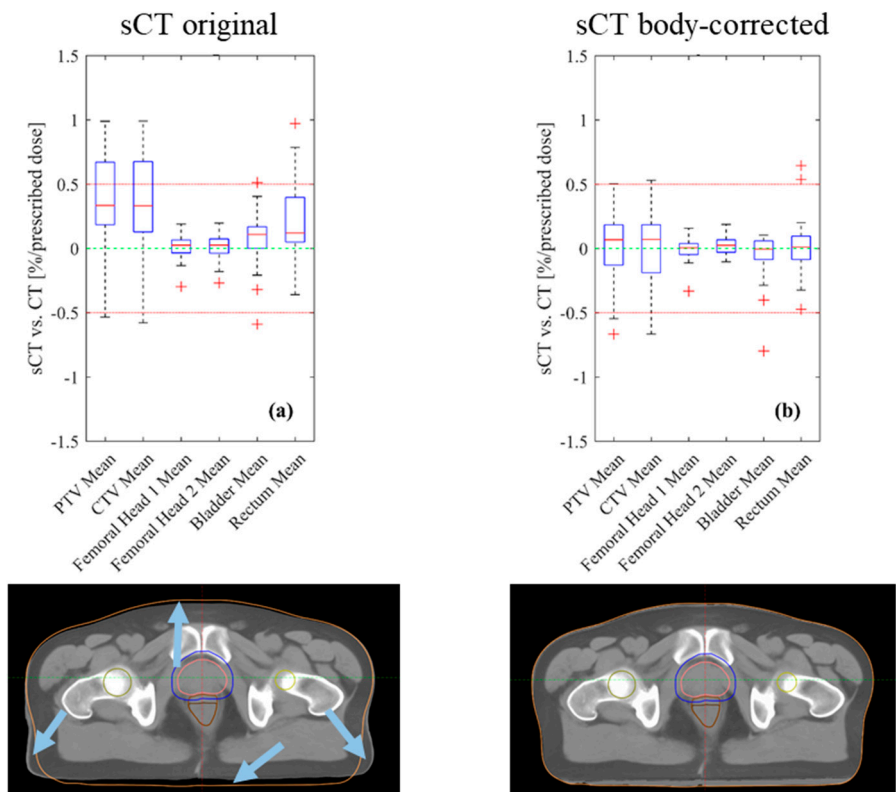 sCT original
sCT vs. CT [%/prescribed dose]
1.5
1
0.5
0
-0.5
-1
-1.5
(a)
PTV Mean
CTV Mean
Femoral Head 1 Mean
Femoral Head 2 Mean
Bladder Mean
Rectum Mean
sCT body-corrected
sCT vs. CT [%/prescribed dose]
1.5
1
0.5
0
-0.5
-1
-1.5
(b)
PTV Mean
CTV Mean
Femoral Head 1 Mean
Femoral Head 2 Mean
Bladder Mean
Rectum Mean